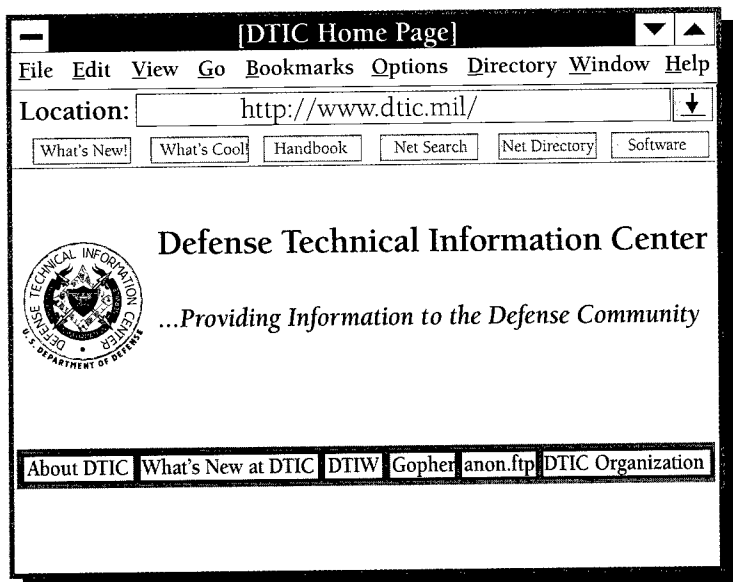 [DTIC Home Page]
File Edit View Go Bookmarks Options Directory Window Help
Location: http://www.dtic.mil/
What's New! What's Cool! Handbook Net Search Net Directory Software
Defense Technical Information Center
DEFENSE TECHNICAL INFORMATION CENTER
U.S. DEPARTMENT OF DEFENSE
...Providing Information to the Defense Community
About DTIC What's New at DTIC DTIW Gopher anon.ftp DTIC Organization